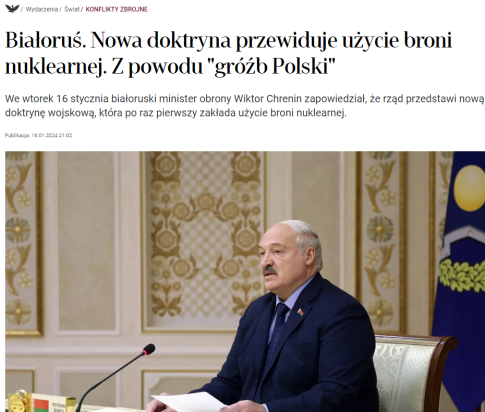 / Wydarzenia / Świat / KONFLIKTY ZBROJNE
Białoruś. Nowa doktryna przewiduje użycie broni
nuklearnej. Z powodu "gróźb Polski"
We wtorek 16 stycznia białoruski minister obrony Wiktor Chrenin zapowiedział, że rząd przedstawi nową
doktrynę wojskową, która po raz pierwszy zakłada użycie broni nuklearnej.
Publikacja: 16.01.2024 21:02